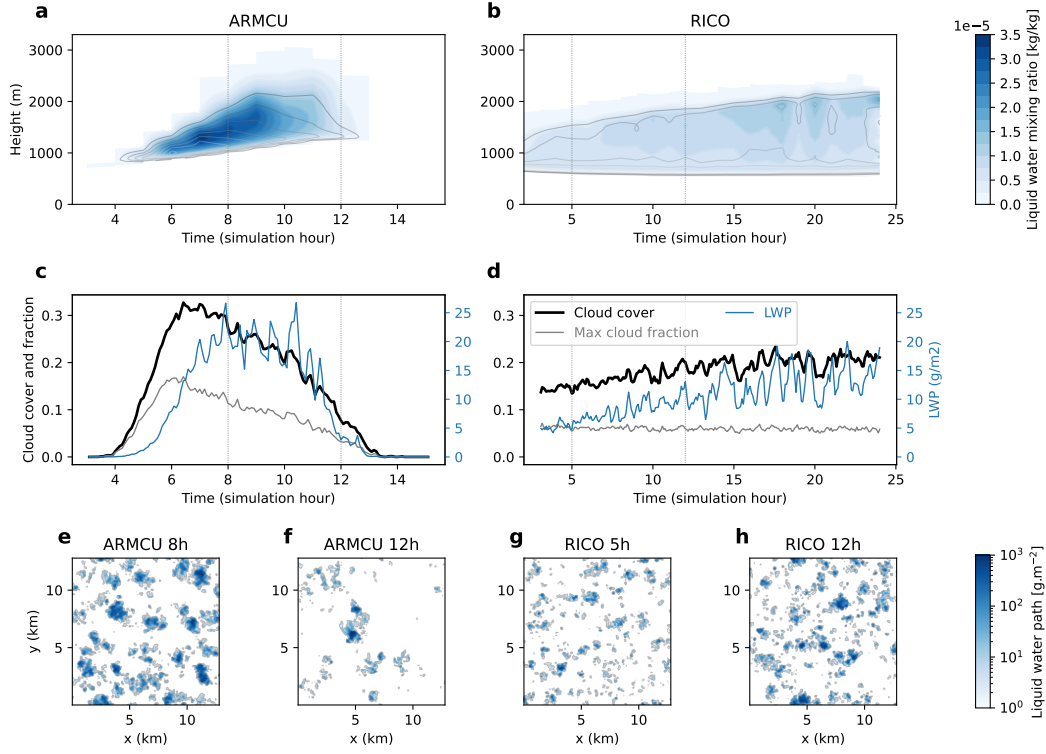 a
ARMCU
b
RICO
Height (m)
3000
2000
1000
0
4
6
8
10
12
14
Time (simulation hour)
3000
2000
1000
0
5
10
15
20
25
Time (simulation hour)
1e−5
3.5
3.0
2.5
2.0
1.5
1.0
0.5
0.0
Liquid water mixing ratio [kg/kg]
c
d
Cloud cover and fraction
0.3
0.2
0.1
0.0
4
6
8
10
12
14
Time (simulation hour)
25
20
15
10
5
0
0.3
0.2
0.1
0.0
Cloud cover
Max cloud fraction
LWP
5
10
15
20
25
Time (simulation hour)
25
20
15
10
5
0
LWP (g/m2)
e
ARMCU 8h
f
ARMCU 12h
g
RICO 5h
h
RICO 12h
y (km)
10
5
5
10
x (km)
10
5
5
10
x (km)
10
5
5
10
x (km)
10
5
5
10
x (km)
10³
10²
10¹
10⁰
Liquid water path [g.m⁻²]